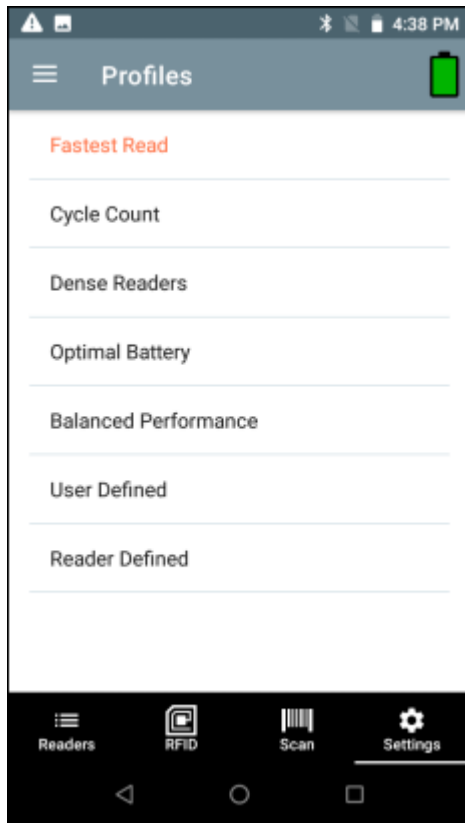 4:38 PM
Profiles
Fastest Read
Cycle Count
Dense Readers
Optimal Battery
Balanced Performance
User Defined
Reader Defined
Readers RFID Scan Settings